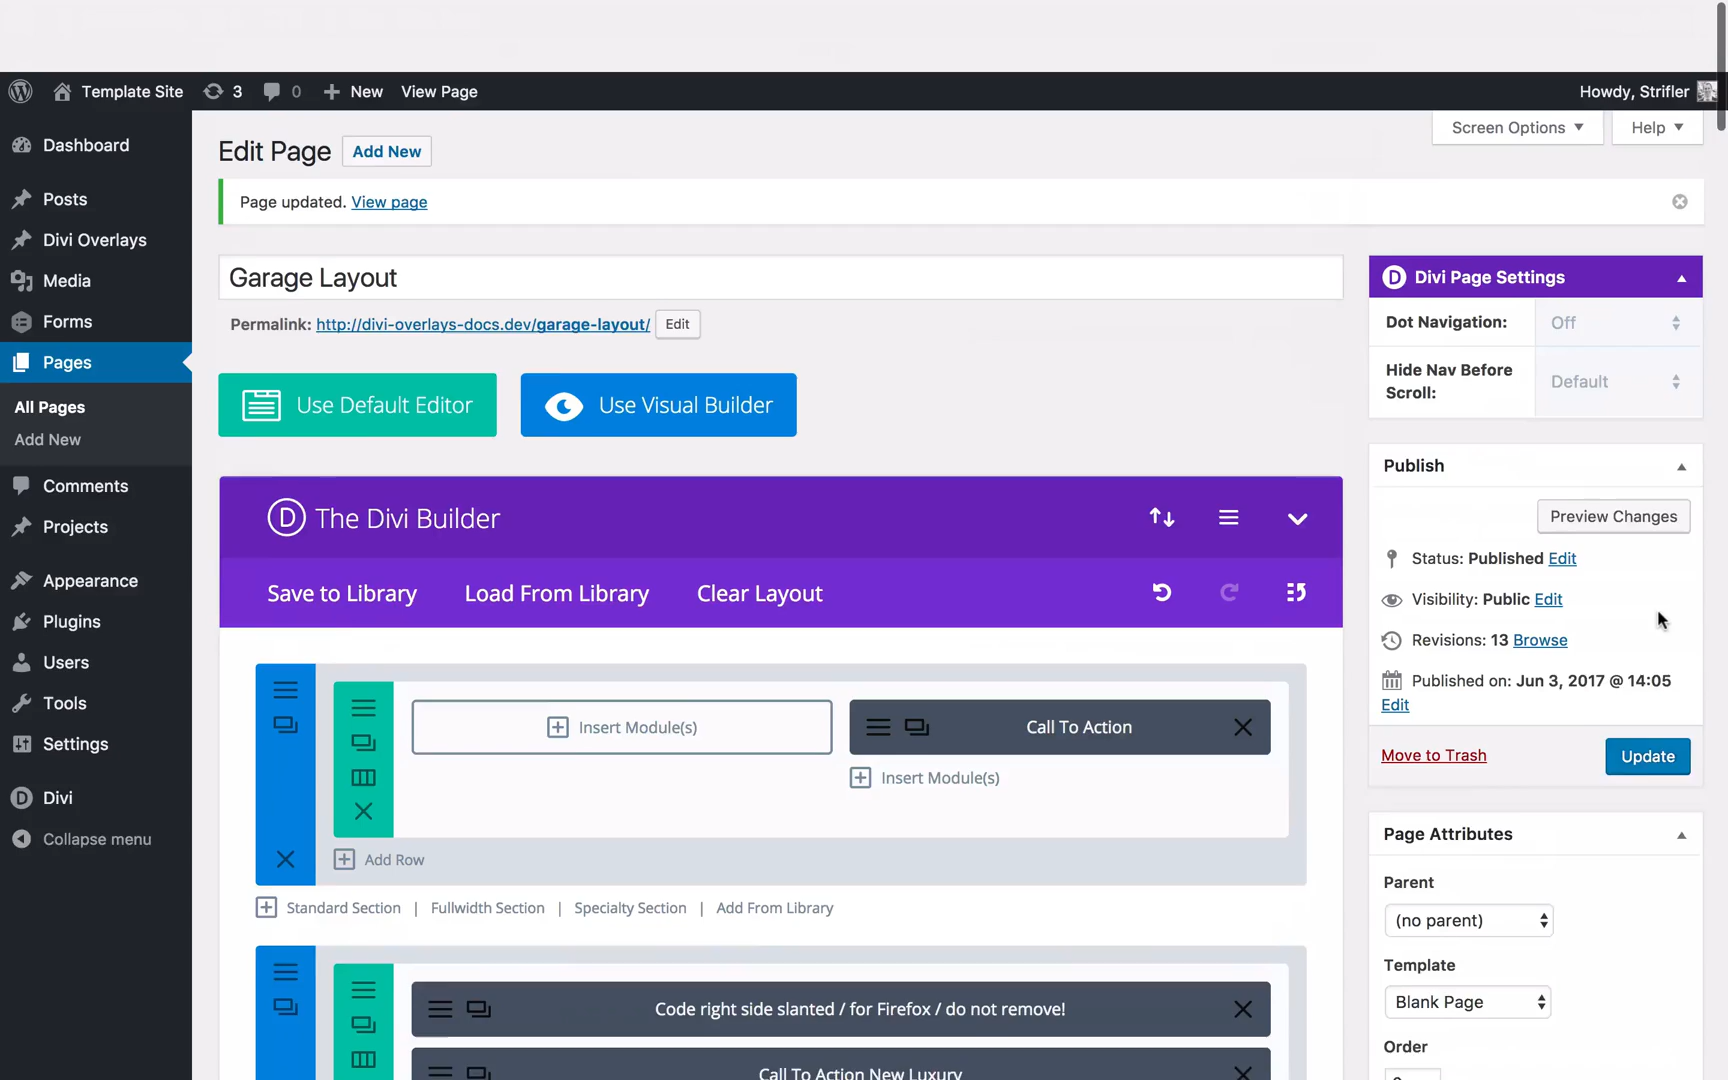 Template Site 3 0 New View Page Howdy, Strifler
Screen Options Help
Dashboard
Posts
Divi Overlays
Media
Forms
Pages
All Pages
Add New
Comments
Projects
Appearance
Plugins
Users
Tools
Settings
Divi
Collapse menu
Edit Page Add New
Page updated. View page
Garage Layout
Permalink: http://divi-overlays-docs.dev/garage-layout/ Edit
Use Default Editor Use Visual Builder
The Divi Builder
Save to Library Load From Library Clear Layout
Insert Module(s) Call To Action
Insert Module(s)
Add Row
Standard Section | Fullwidth Section | Specialty Section | Add From Library
Code right side slanted / for Firefox / do not remove!
Call To Action New Luxury
Divi Page Settings
Dot Navigation: Off
Hide Nav Before Scroll: Default
Publish
Preview Changes
Status: Published Edit
Visibility: Public Edit
Revisions: 13 Browse
Published on: Jun 3, 2017 @ 14:05
Edit
Move to Trash Update
Page Attributes
Parent
(no parent)
Template
Blank Page
Order